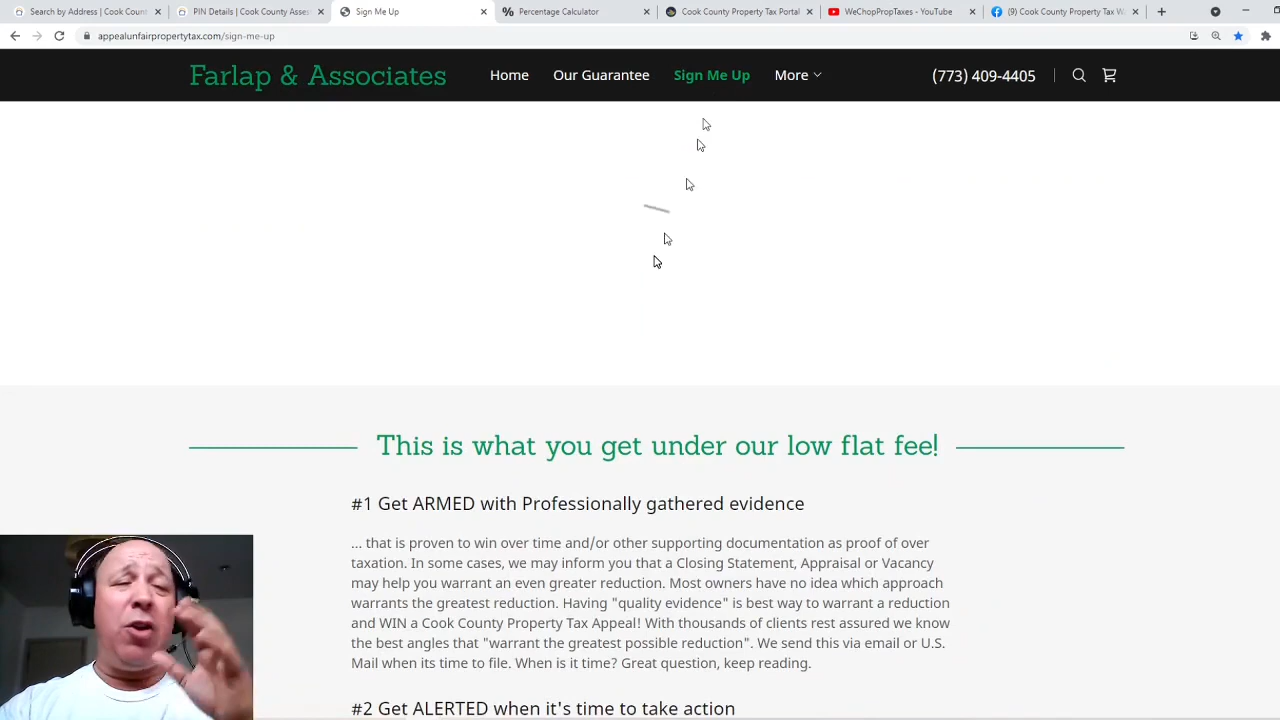 Search by Address | Cook Count
PIN Details | Cook County Asses
Sign Me Up
Percentage Calculator
Cook County Property Tax Portal
WeChopPropTaxes - YouTube
(9) Cook County Property Tax W
appealunfairpropertytax.com/sign-me-up
Farlap & Associates
Home
Our Guarantee
Sign Me Up
More
(773) 409-4405
This is what you get under our low flat fee!
#1 Get ARMED with Professionally gathered evidence
... that is proven to win over time and/or other supporting documentation as proof of over
taxation. In some cases, we may inform you that a Closing Statement, Appraisal or Vacancy
may help you warrant an even greater reduction. Most owners have no idea which approach
warrants the greatest reduction. Having "quality evidence" is best way to warrant a reduction
and WIN a Cook County Property Tax Appeal! With thousands of clients rest assured we know
the best angles that "warrant the greatest possible reduction". We send this via email or U.S.
Mail when its time to file. When is it time? Great question, keep reading.
#2 Get ALERTED when it's time to take action